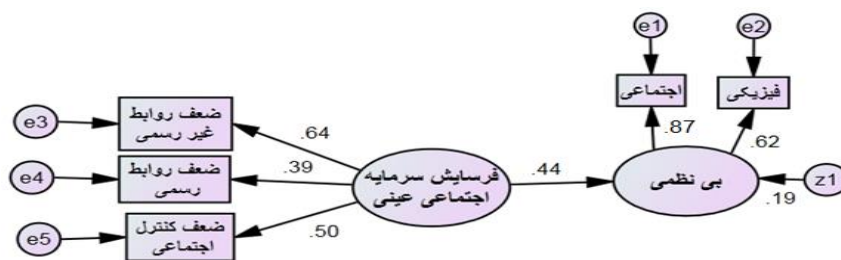 e1
e2
اجتماعی
فیزیکی
e3
ضعف روابط
غیر رسمی
.64
.87
.62
e4
ضعف روابط
رسمی
.39
فرسایش سرمایه
اجتماعی عینی
.44
بی نظمی
z1
.19
e5
ضعف کنترل
اجتماعی
.50